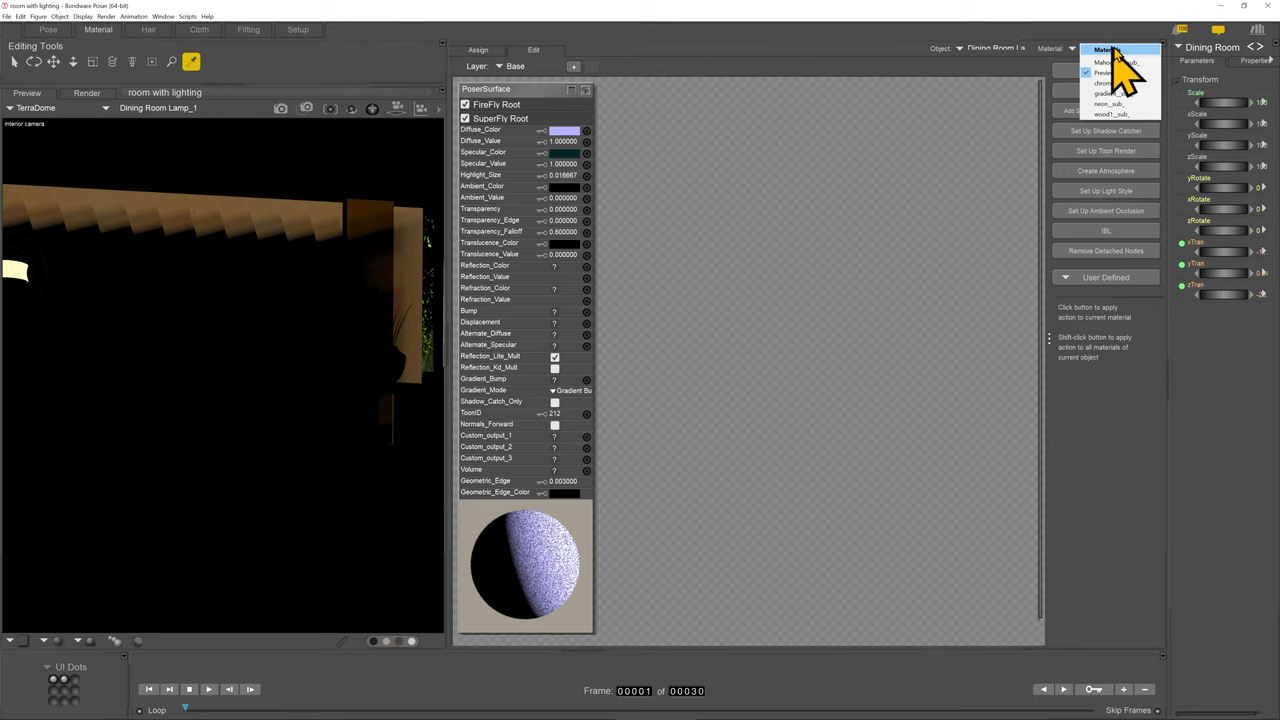 room with lighting - Bondware Poser (64-bit)
File Edit Figure Object Display Render Animation Window Scripts Help
Pose Material Hair Cloth Fitting Setup
Editing Tools
Preview Render room with lighting
TerraDome Dining Room Lamp_1
Interior camera
Assign Edit
Object: Dining Room La Material:
Layer: Base
PoserSurface
FireFly Root
SuperFly Root
Diffuse_Color
Diffuse_Value 1.000000
Specular_Color
Specular_Value 1.000000
Highlight_Size 0.016667
Ambient_Color
Ambient_Value 0.000000
Transparency 0.000000
Transparency_Edge 0.000000
Transparency_Falloff 0.600000
Translucence_Color
Translucence_Value 0.000000
Reflection_Color ?
Reflection_Value
Refraction_Color ?
Refraction_Value
Bump ?
Displacement ?
Alternate_Diffuse ?
Alternate_Specular ?
Reflection_Lite_Mult
Reflection_Kd_Mult
Gradient_Bump ?
Gradient_Mode Gradient Bu
Shadow_Catch_Only
ToonID 212
Normals_Forward
Custom_output_1 ?
Custom_output_2 ?
Custom_output_3 ?
Volume ?
Geometric_Edge 0.003000
Geometric_Edge_Color
neon_sub_
wood1_sub_
Set Up Shadow Catcher
Set Up Toon Render
Create Atmosphere
Set Up Light Style
Set Up Ambient Occlusion
IBL
Remove Detached Nodes
User Defined
Click button to apply
action to current material
Shift-click button to apply
action to all materials of
current object
Dining Room
Parameters Properties
Transform
Scale
xScale
yScale
zScale
yRotate 0
xRotate 0
zRotate 0
xTran
yTran
zTran
UI Dots
Loop
Frame: 00001 of 00030
Skip Frames